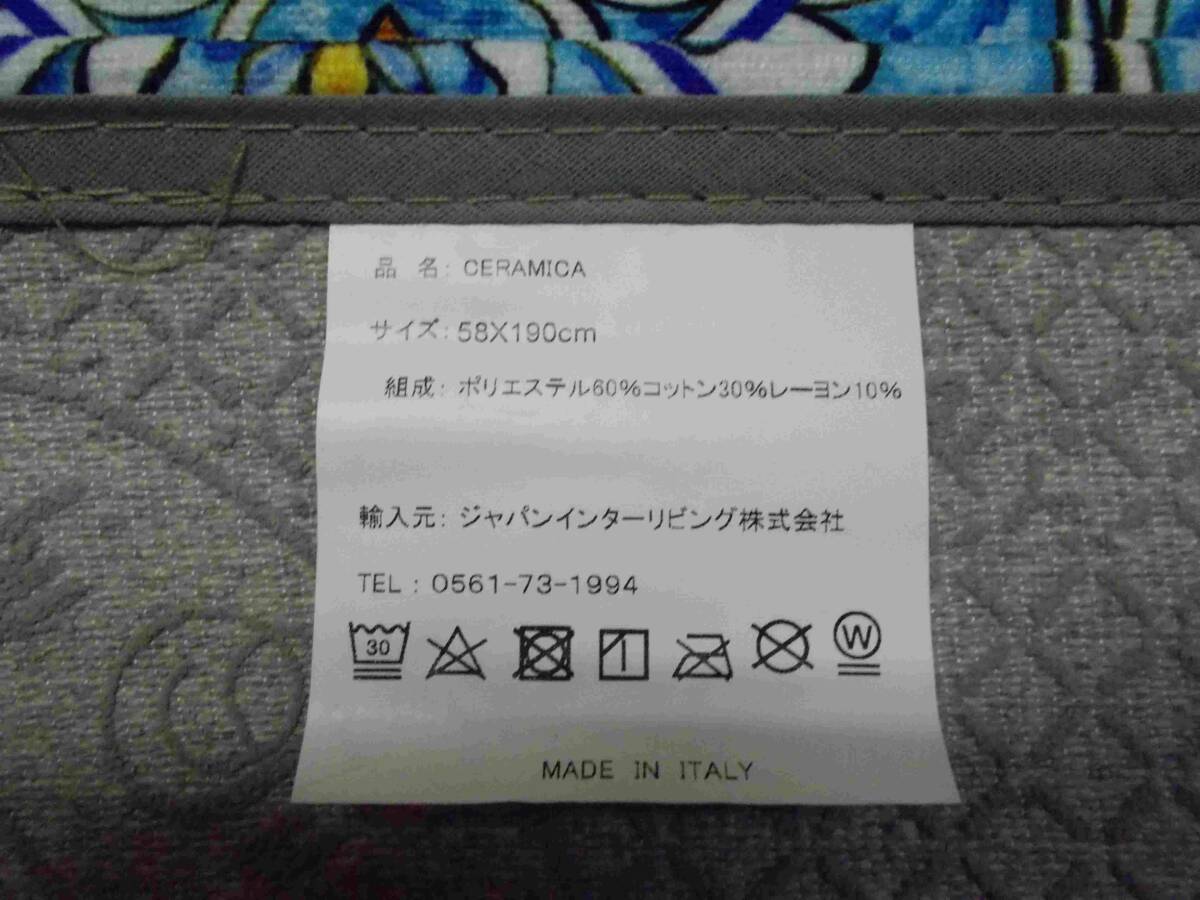 品 名: CERAMICA
サイズ: 58X190cm
組成: ポリエステル60%コットン30%レーヨン10%
輸入元: ジャパンインターリビング株式会社
TEL : 0561-73-1994
30 W
MADE IN ITALY